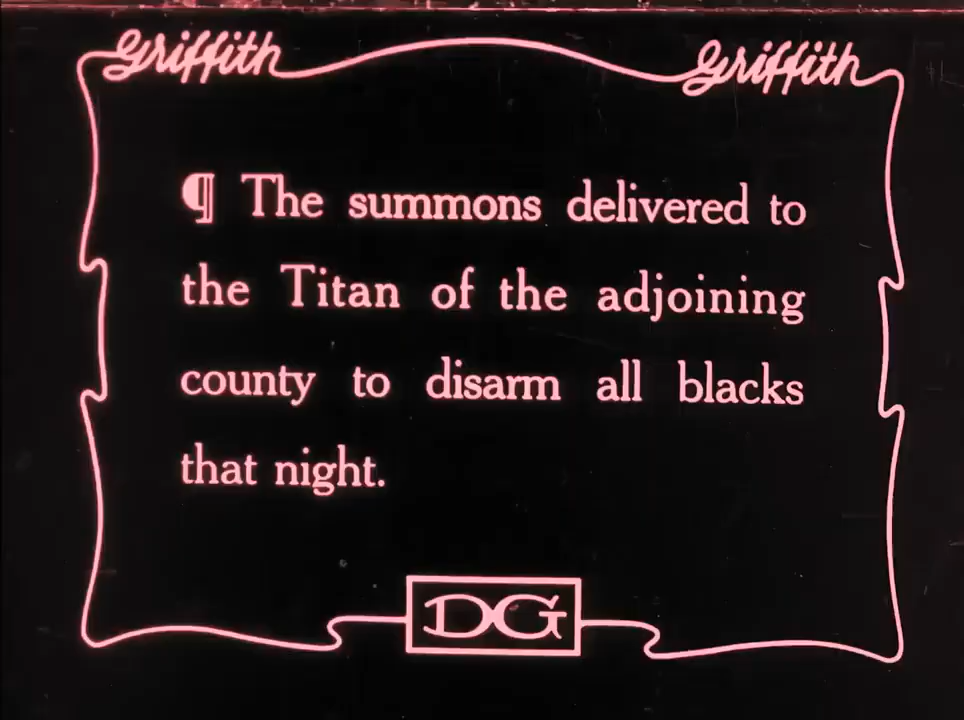 Griffith Griffith
¶ The summons delivered to
the Titan of the adjoining
county to disarm all blacks
that night.
DG